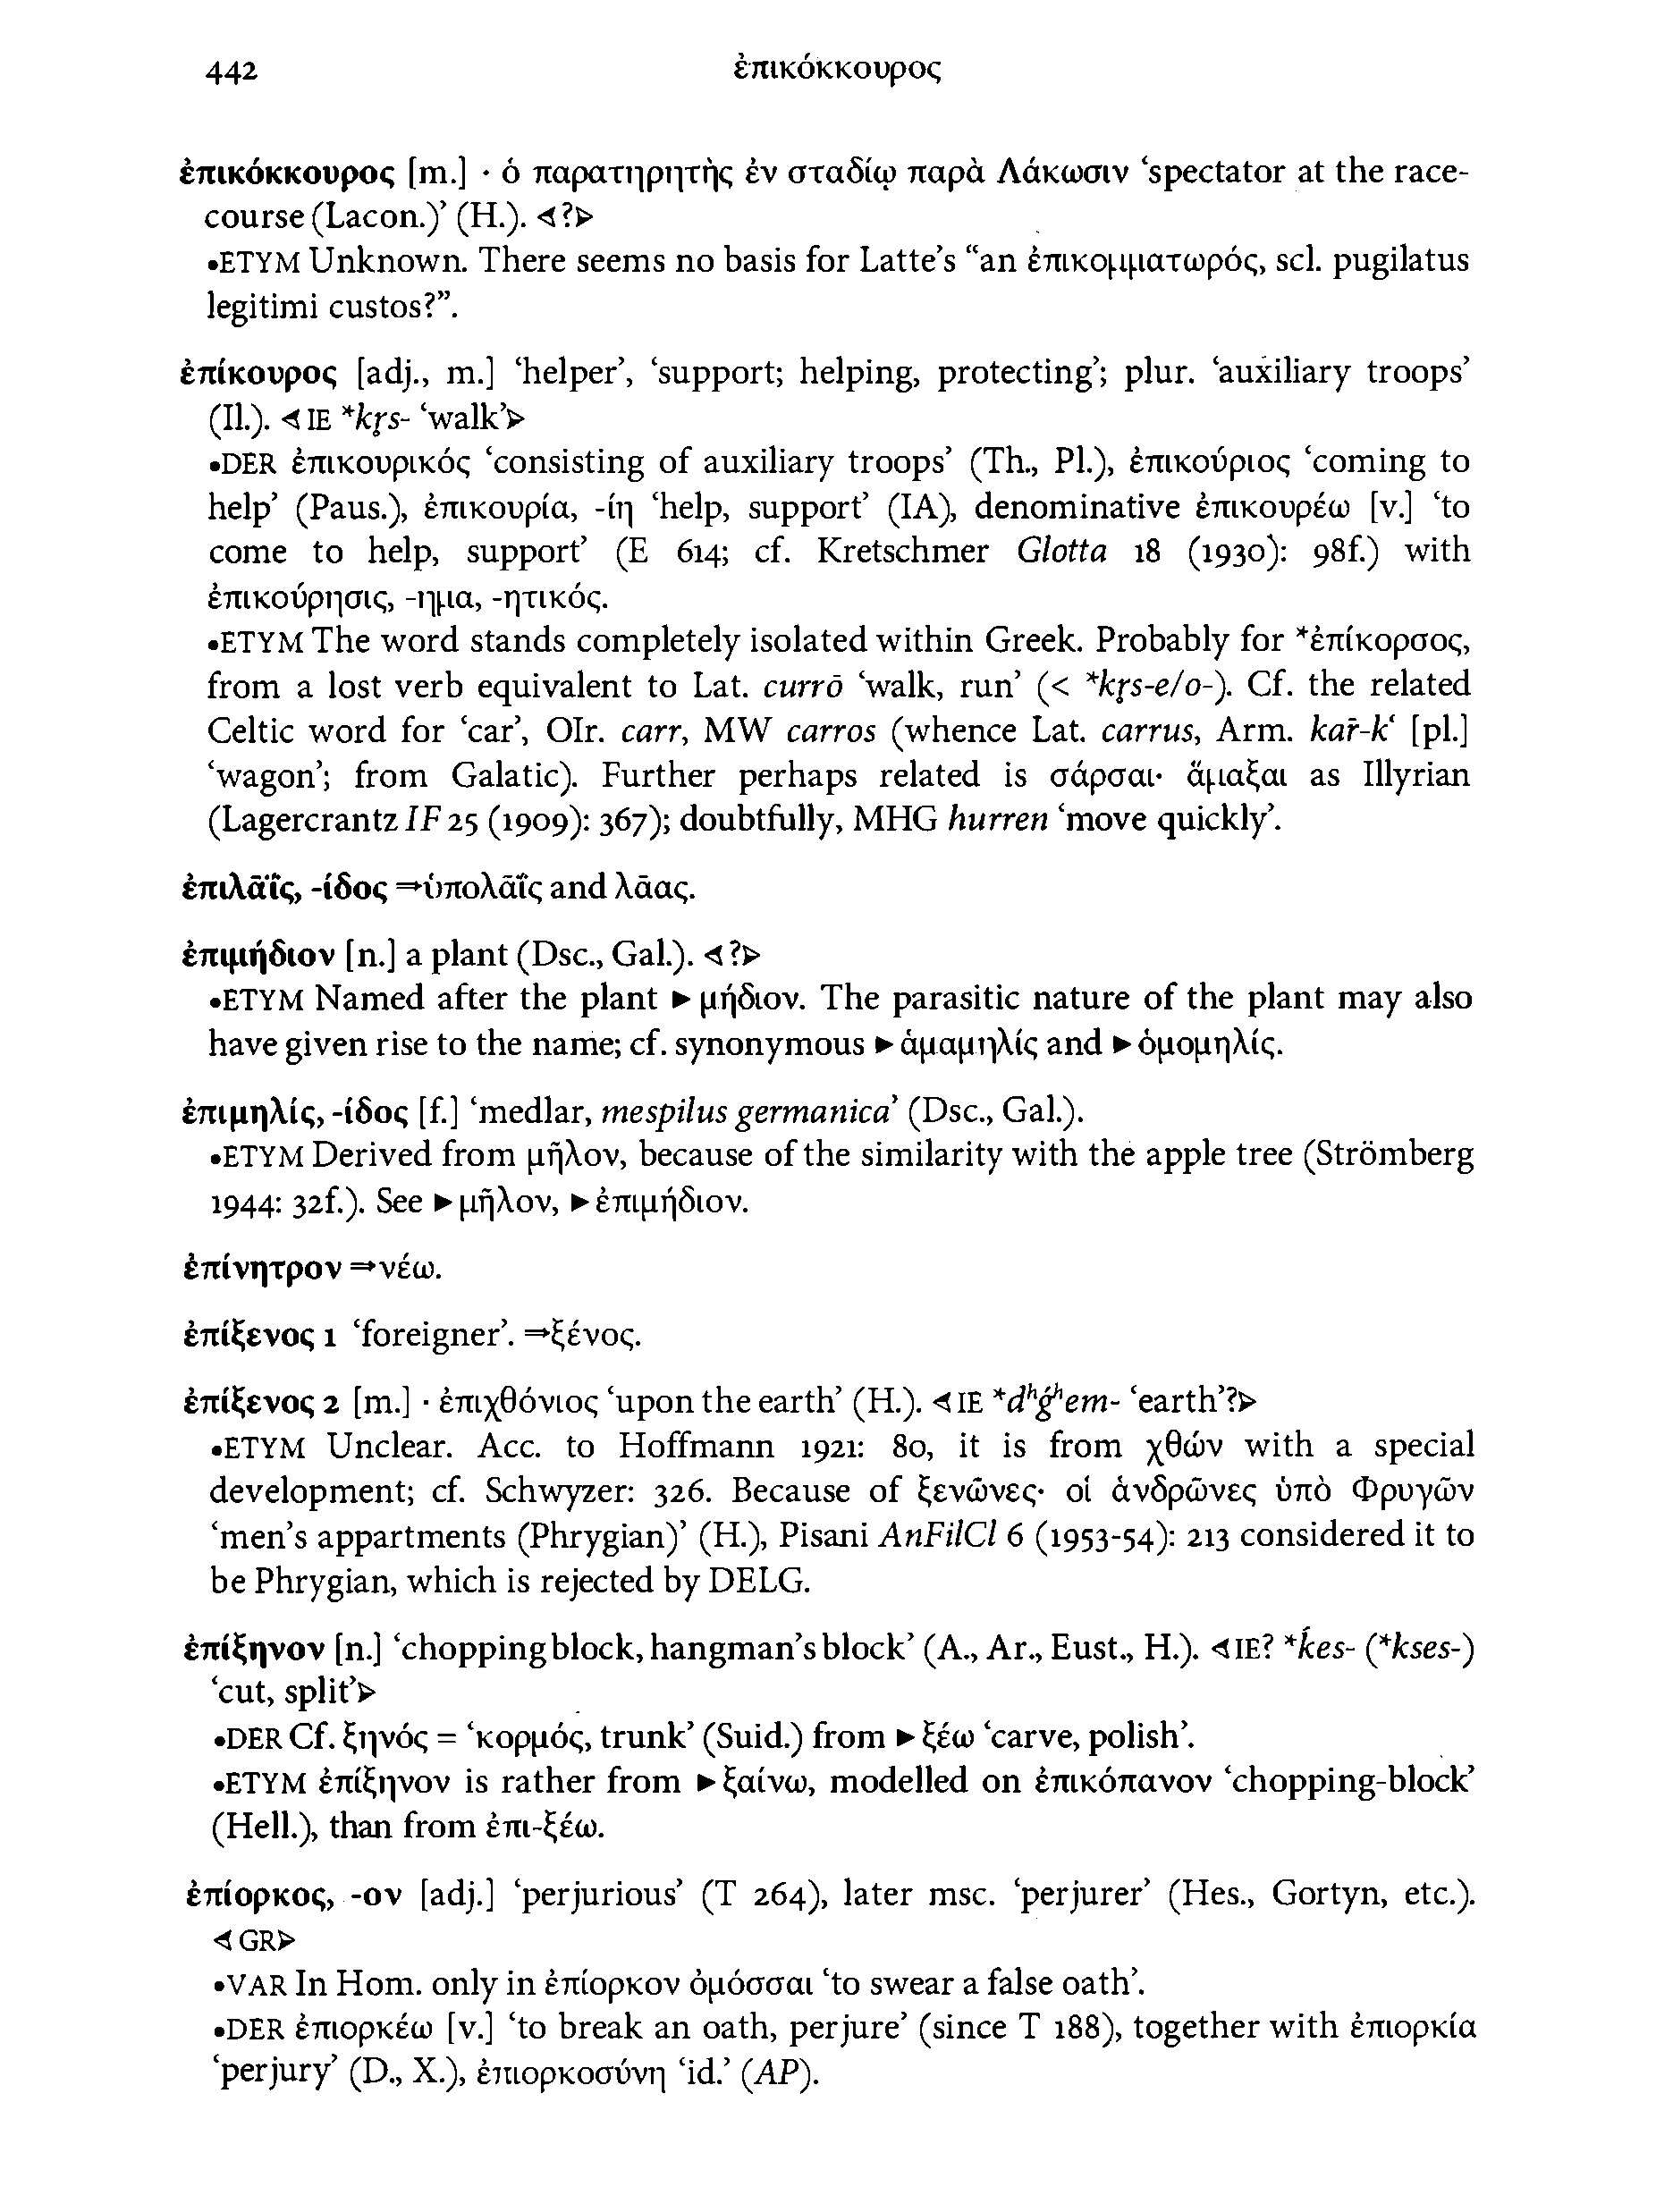 442
ἐπικόκκουρος
ἐπικόκκουρος [m.] · ὁ παρατηρητὴς ἐν σταδίῳ παρὰ Λάκωσιν ‘spectator at the race-
course (Lacon.)’ (H.). ⊲?⊳
•ETYM Unknown. There seems no basis for Latte’s “an ἐπικομματωρός, scl. pugilatus
legitimi custos?”.
ἐπίκουρος [adj., m.] ‘helper’, ‘support; helping, protecting’; plur. ‘auxiliary troops’
(Il.). ⊲IE *kr̥s- ‘walk’⊳
•DER ἐπικουρικός ‘consisting of auxiliary troops’ (Th., Pl.), ἐπικούριος ‘coming to
help’ (Paus.), ἐπικουρία, -ίη ‘help, support’ (IA), denominative ἐπικουρέω [v.] ‘to
come to help, support’ (E 614; cf. Kretschmer Glotta 18 (1930): 98f.) with
ἐπικούρησις, -ημα, -ητικός.
•ETYM The word stands completely isolated within Greek. Probably for *ἐπίκορσος,
from a lost verb equivalent to Lat. currō ‘walk, run’ (< *kr̥s-e/o-). Cf. the related
Celtic word for ‘car’, OIr. carr, MW carros (whence Lat. carrus, Arm. kaṙ-k‘ [pl.]
‘wagon’; from Galatic). Further perhaps related is σάρσαι· ἅμαξαι as Illyrian
(Lagercrantz IF 25 (1909): 367); doubtfully, MHG hurren ‘move quickly’.
ἐπιλᾱΐς, -ίδος ⇒ὑπολᾱΐς and λᾶας.
ἐπιμήδιον [n.] a plant (Dsc., Gal.). ⊲?⊳
•ETYM Named after the plant ►μήδιον. The parasitic nature of the plant may also
have given rise to the name; cf. synonymous ►ἁμαμηλίς and ►ὁμομηλίς.
ἐπιμηλίς, -ίδος [f.] ‘medlar, mespilus germanica’ (Dsc., Gal.).
•ETYM Derived from μῆλον, because of the similarity with the apple tree (Strömberg
1944: 32f.). See ►μῆλον, ►ἐπιμήδιον.
ἐπίνητρον ⇒νέω.
ἐπίξενος 1 ‘foreigner’. ⇒ξένος.
ἐπίξενος 2 [m.] · ἐπιχθόνιος ‘upon the earth’ (H.). ⊲IE *dʰǵʰem- ‘earth’?⊳
•ETYM Unclear. Acc. to Hoffmann 1921: 80, it is from χθών with a special
development; cf. Schwyzer: 326. Because of ξενῶνες· οἱ ἀνδρῶνες ὑπὸ Φρυγῶν
‘men’s appartments (Phrygian)’ (H.), Pisani AnFilCl 6 (1953-54): 213 considered it to
be Phrygian, which is rejected by DELG.
ἐπίξηνον [n.] ‘chopping block, hangman’s block’ (A., Ar., Eust., H.). ⊲IE? *ḱes- (*kses-)
‘cut, split’⊳
•DER Cf. ξηνός = ‘κορμός, trunk’ (Suid.) from ►ξέω ‘carve, polish’.
•ETYM ἐπίξηνον is rather from ►ξαίνω, modelled on ἐπικόπανον ‘chopping-block’
(Hell.), than from ἐπι-ξέω.
ἐπίορκος, -ον [adj.] ‘perjurious’ (T 264), later msc. ‘perjurer’ (Hes., Gortyn, etc.).
⊲GR⊳
•VAR In Hom. only in ἐπίορκον ὀμόσσαι ‘to swear a false oath’.
•DER ἐπιορκέω [v.] ‘to break an oath, perjure’ (since T 188), together with ἐπιορκία
‘perjury’ (D., X.), ἐπιορκοσύνη ‘id.’ (AP).